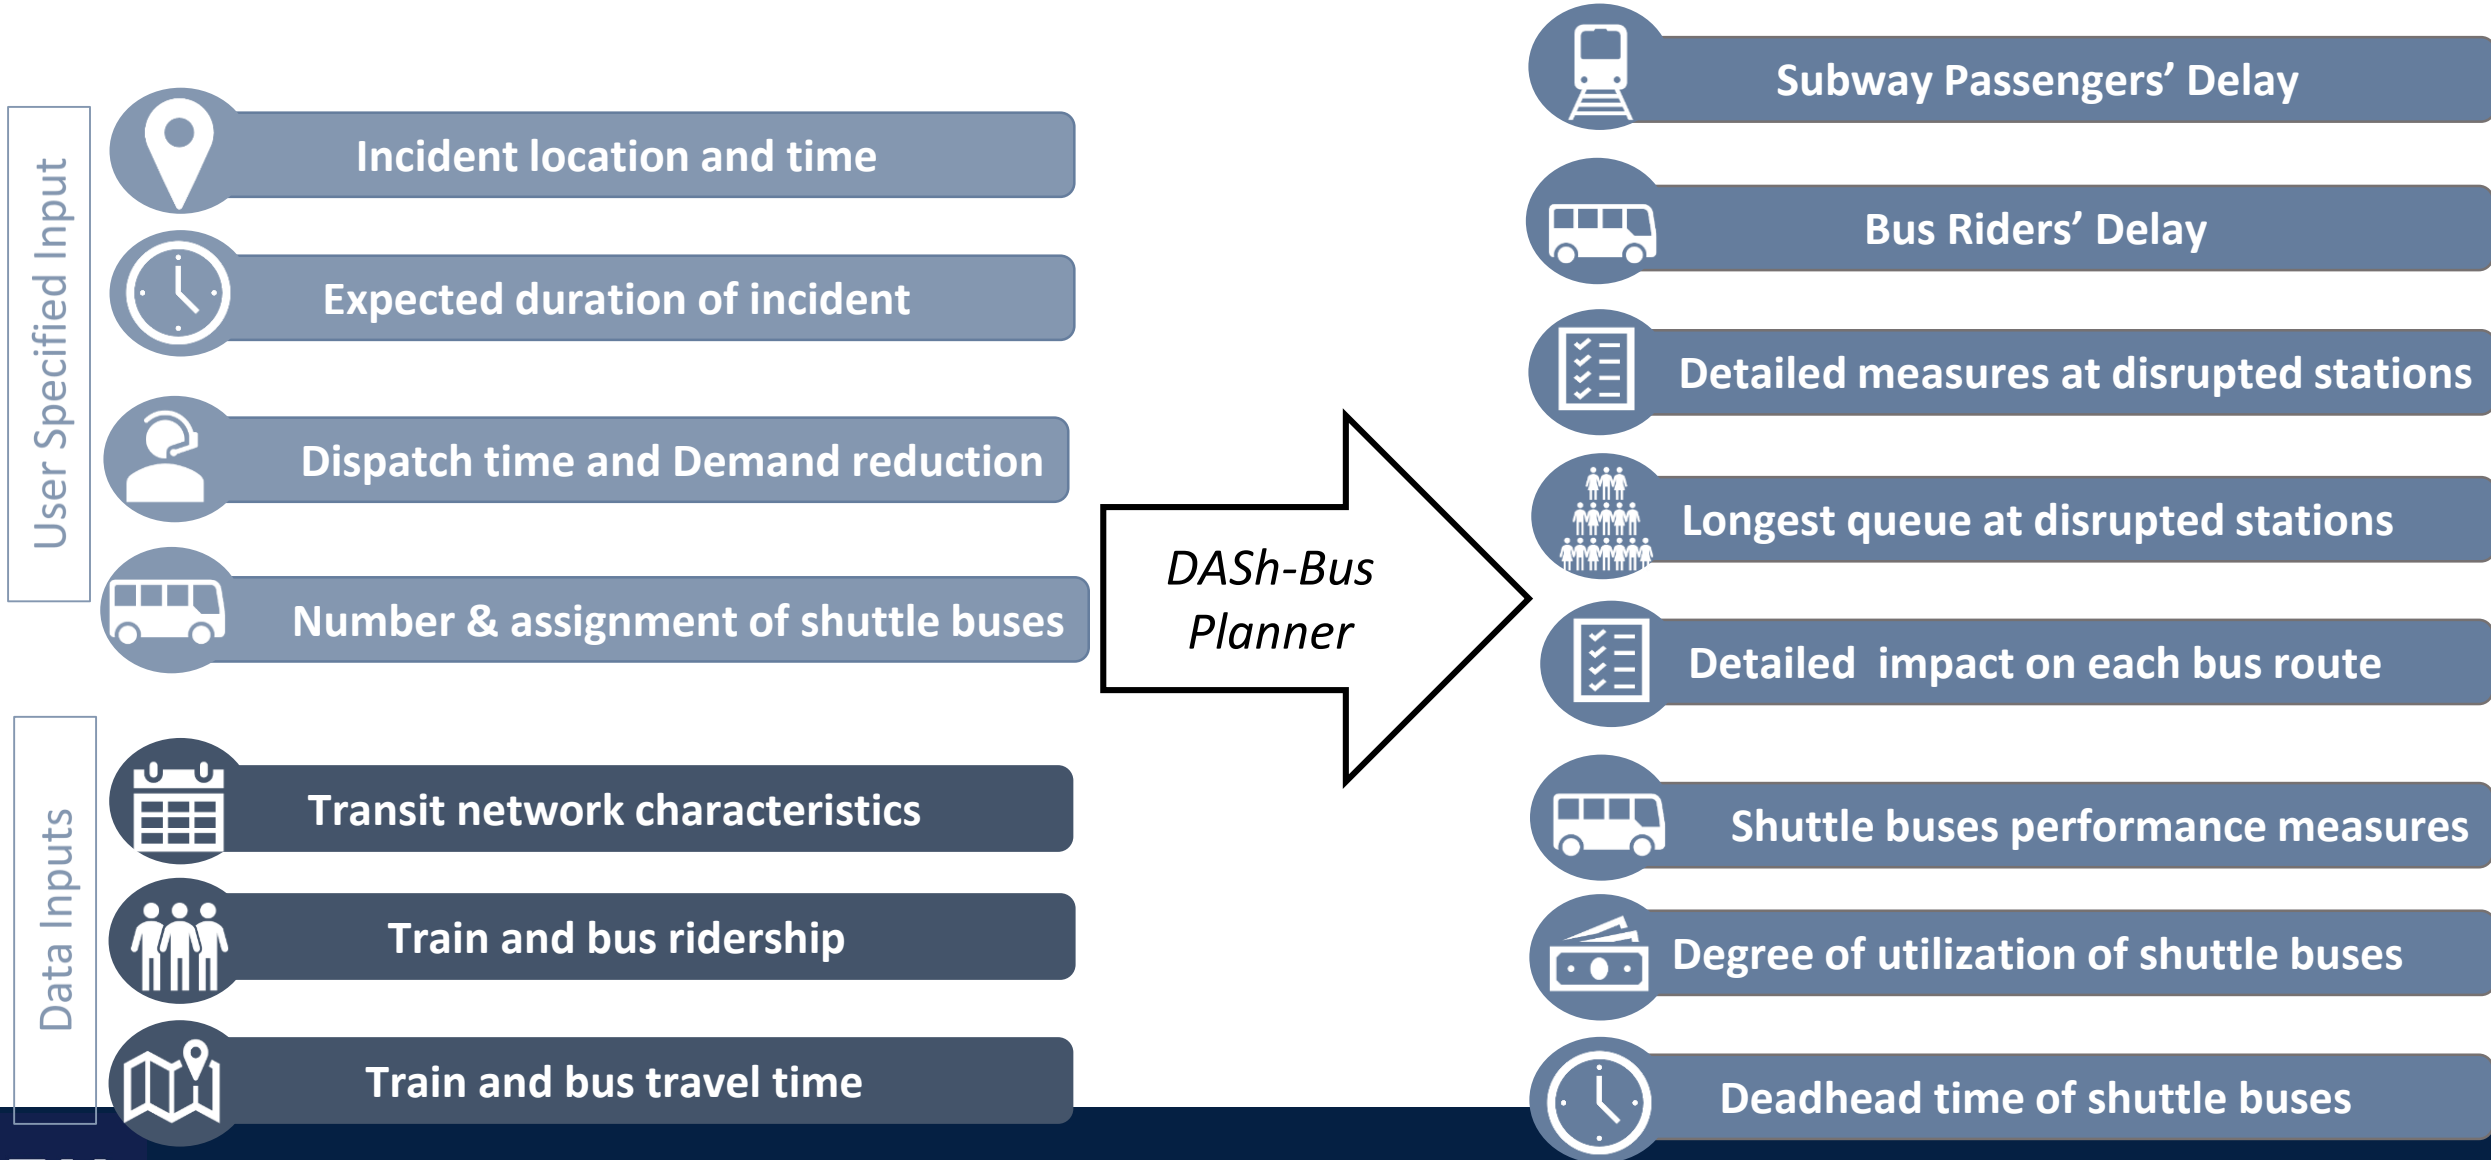 User Specified Input
Incident location and time
Expected duration of incident
Dispatch time and Demand reduction
Number & assignment of shuttle buses
Data Inputs
Transit network characteristics
Train and bus ridership
Train and bus travel time
DASh-Bus
Planner
Subway Passengers’ Delay
Bus Riders’ Delay
Detailed measures at disrupted stations
Longest queue at disrupted stations
Detailed  impact on each bus route
Shuttle buses performance measures
Degree of utilization of shuttle buses
Deadhead time of shuttle buses